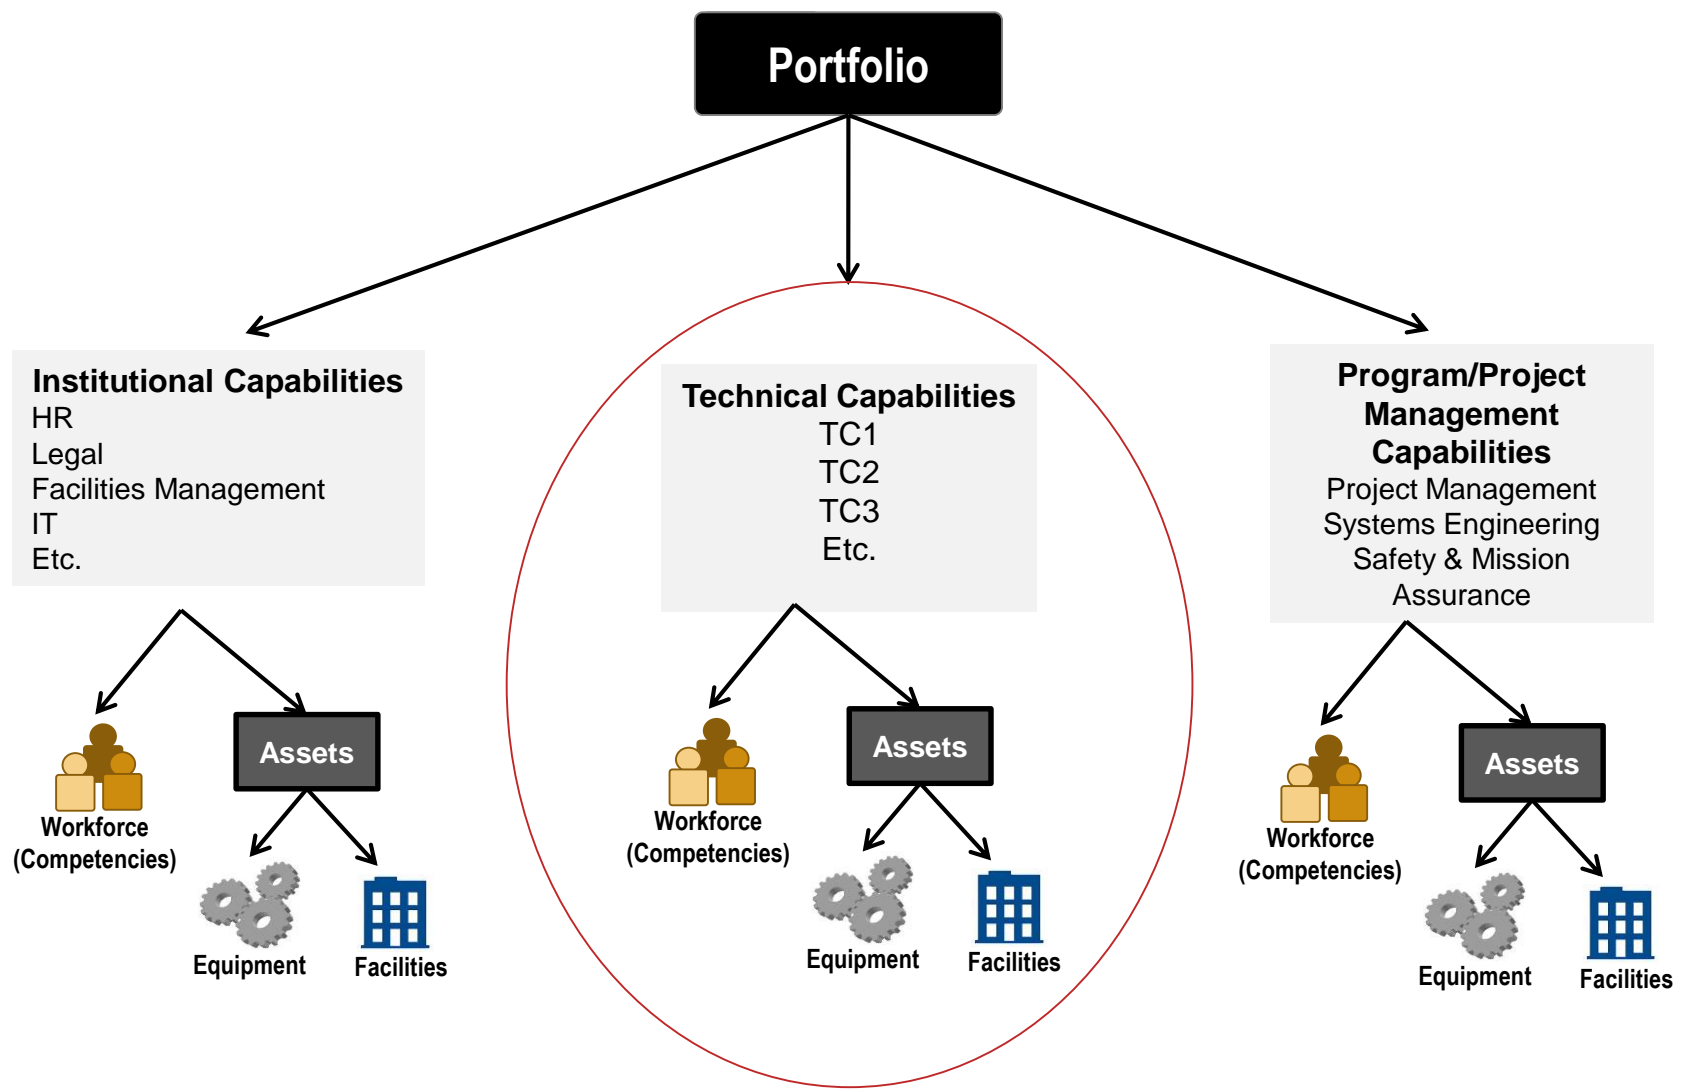 Portfolio
Institutional Capabilities
HR
Legal
Facilities Management
IT
Etc.
Technical Capabilities
TC1
TC2
TC3
Etc.
Program/Project
Management
Capabilities
Project Management
Systems Engineering
Safety & Mission
Assurance
Assets
Workforce
(Competencies)
Equipment
Facilities
Assets
Workforce
(Competencies)
Equipment
Facilities
Assets
Workforce
(Competencies)
Equipment
Facilities